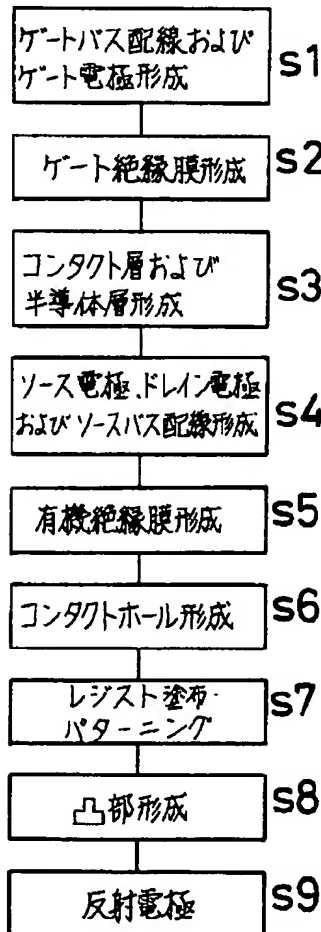 ゲートバス配線および
ゲート電極形成
s1
ゲート絶縁膜形成
s2
コンタクト層および
半導体層形成
s3
ソース電極、ドレイン電極
およびソースバス配線形成
s4
有機絶縁膜形成
s5
コンタクトホール形成
s6
レジスト塗布・
パターニング
s7
凸部形成
s8
反射電極
s9